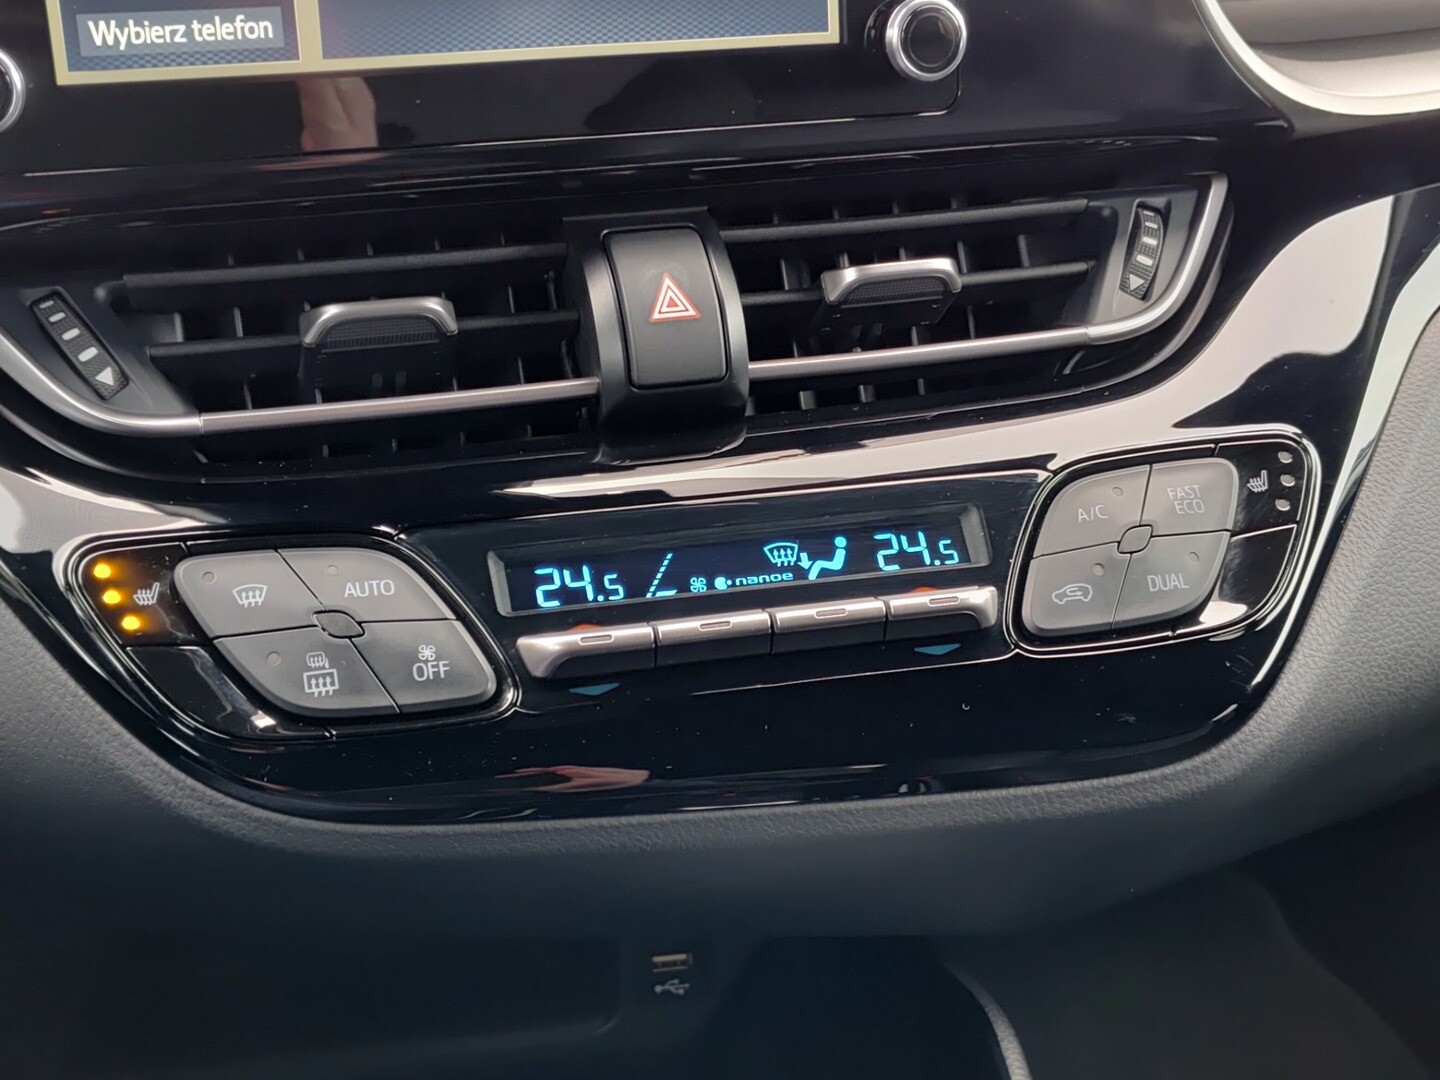 Wybierz telefon
24.5
nanoe
24.5
A/C
FAST
ECO
AUTO
OFF
DUAL